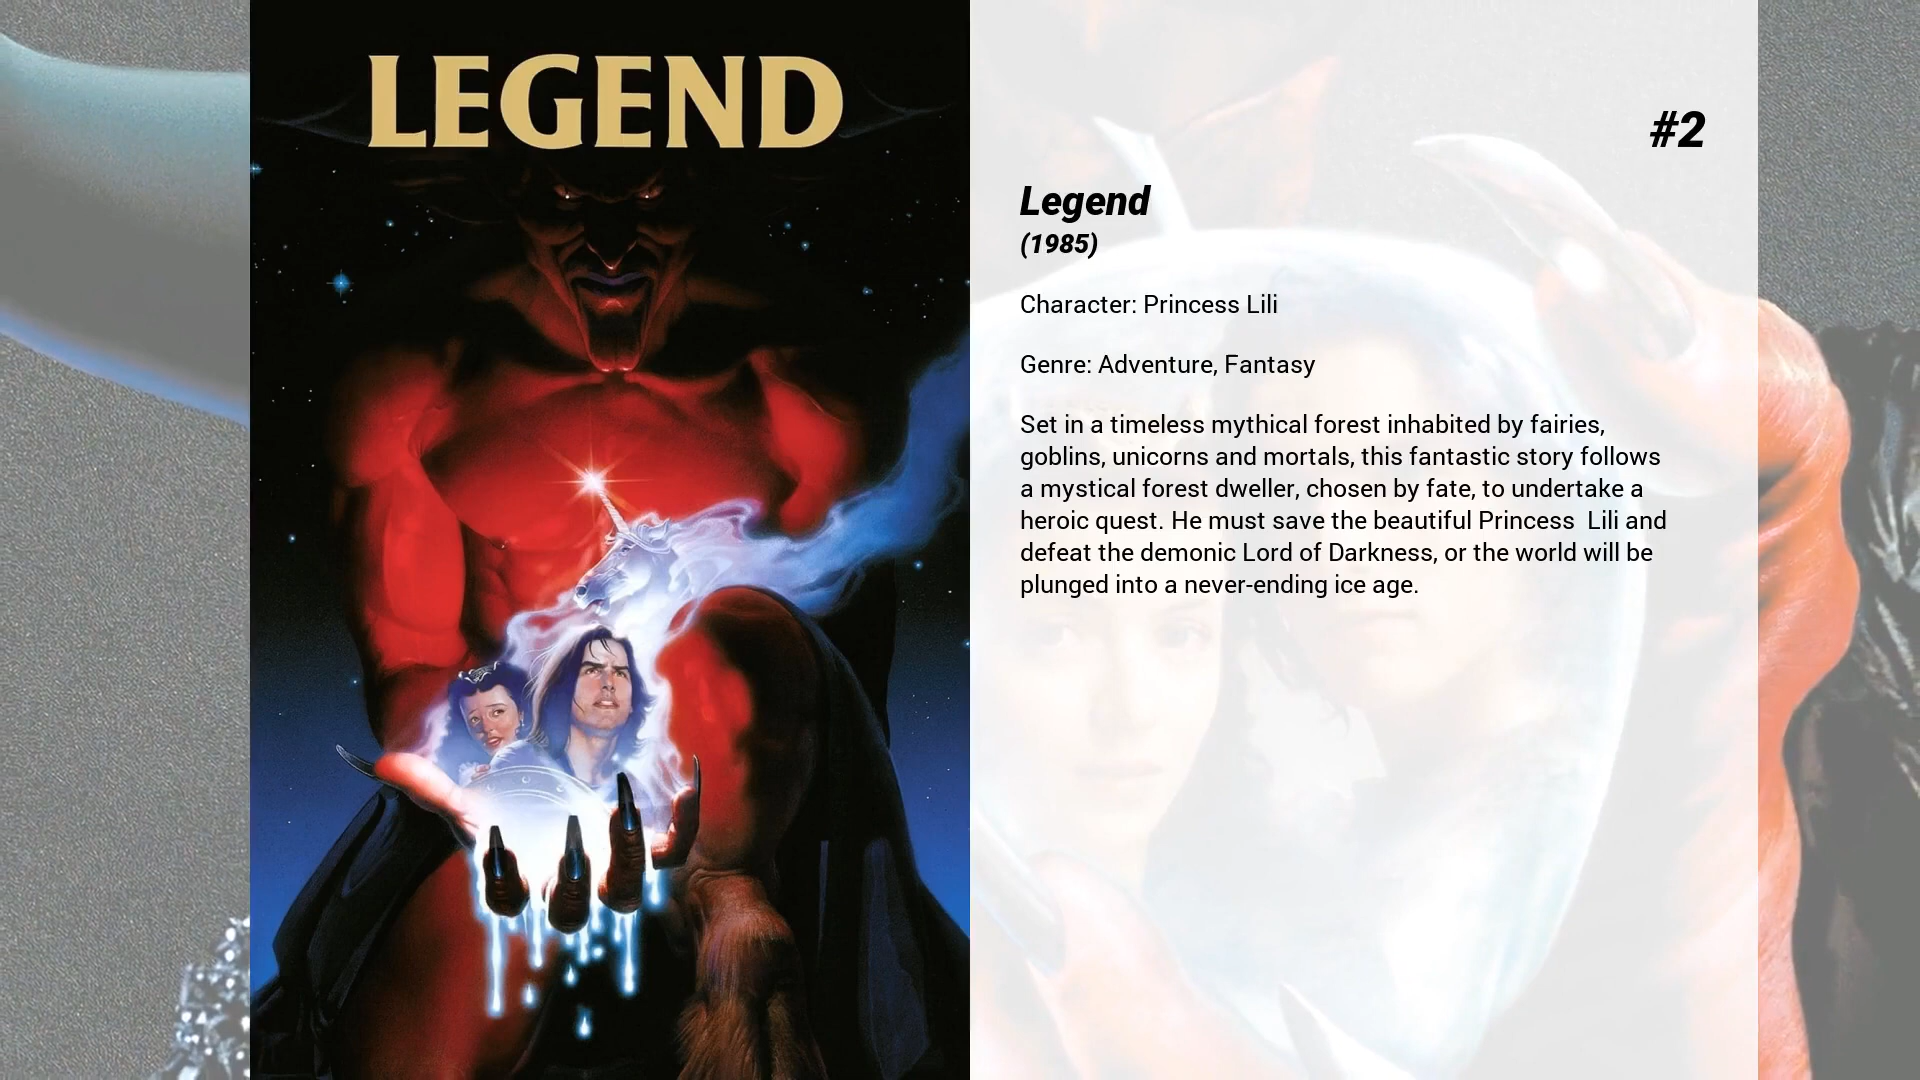 LEGEND
#2
Legend
(1985)
Character: Princess Lili
Genre: Adventure, Fantasy
Set in a timeless mythical forest inhabited by fairies,
goblins, unicorns and mortals, this fantastic story follows
a mystical forest dweller, chosen by fate, to undertake a
heroic quest. He must save the beautiful Princess  Lili and
defeat the demonic Lord of Darkness, or the world will be
plunged into a never-ending ice age.